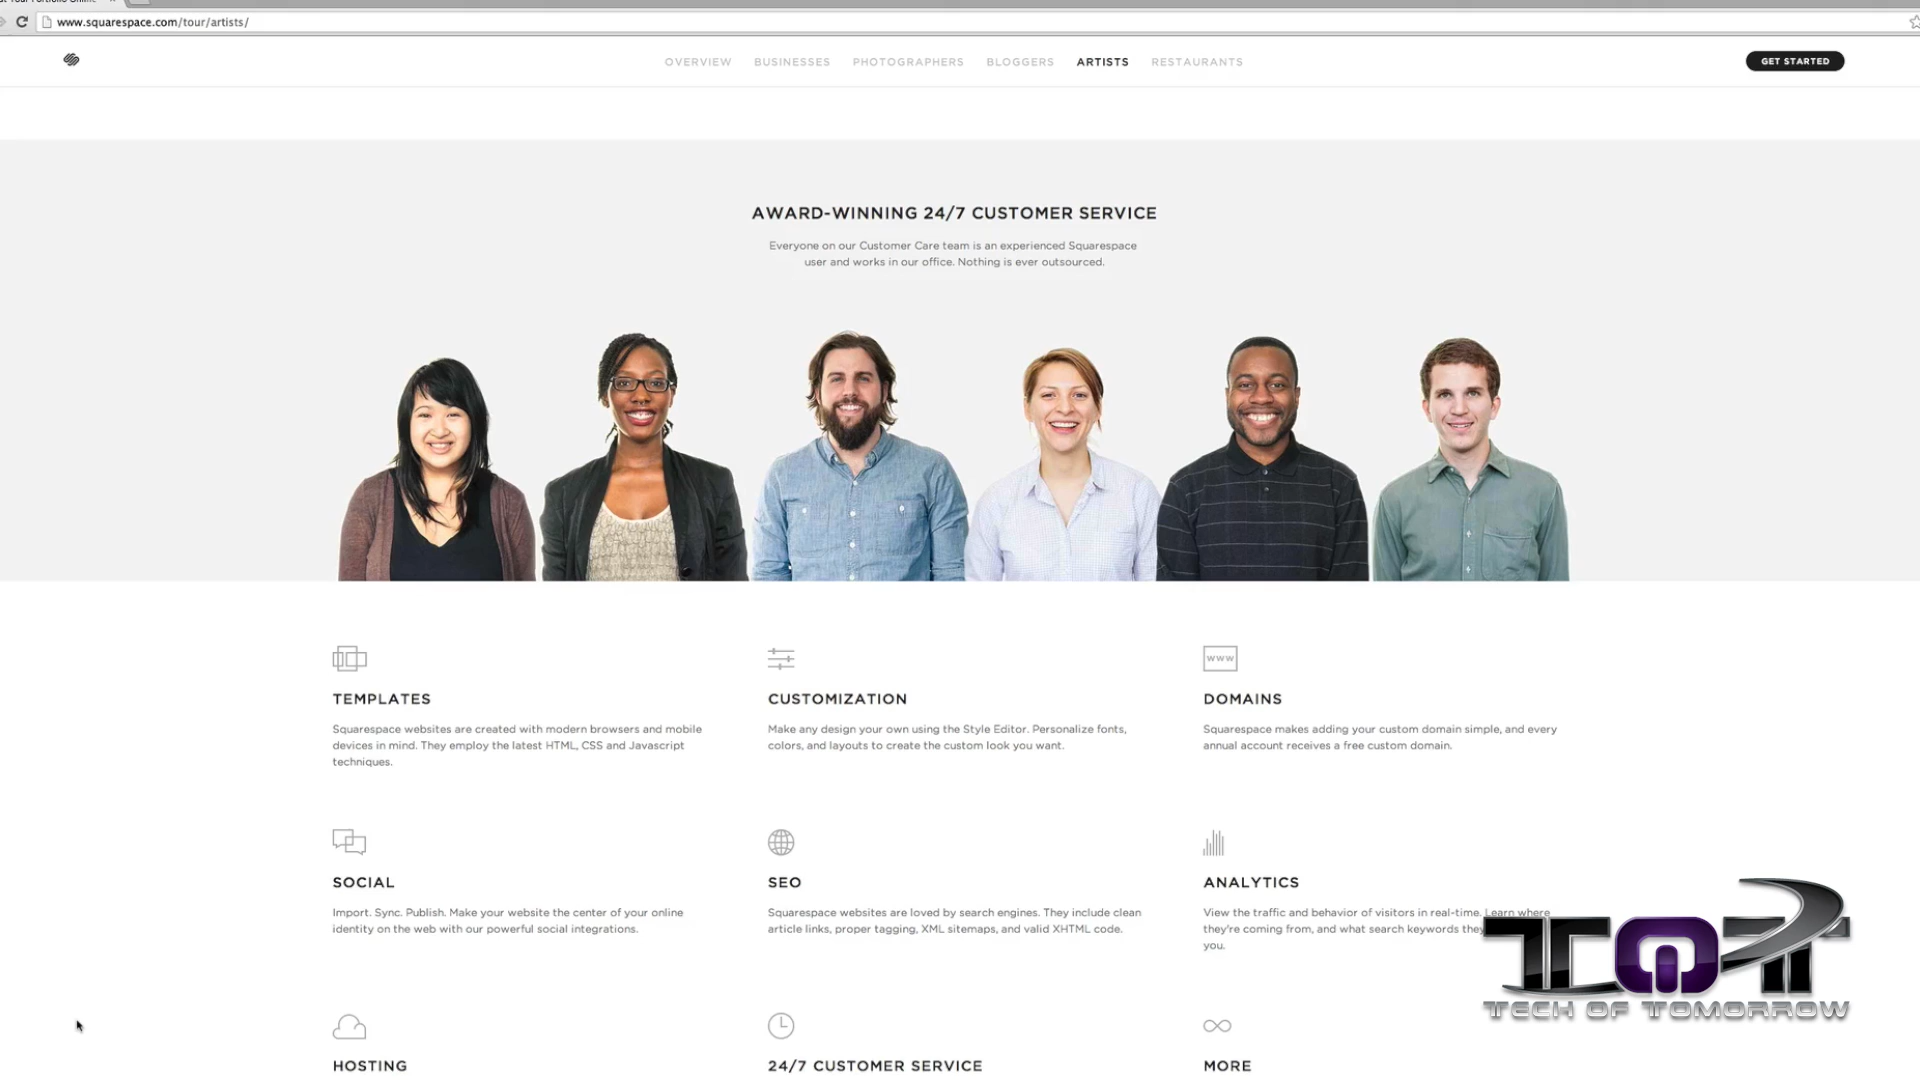 www.squarespace.com/tour/artists/
OVERVIEW BUSINESSES PHOTOGRAPHERS BLOGGERS ARTISTS RESTAURANTS
GET STARTED
AWARD-WINNING 24/7 CUSTOMER SERVICE
Everyone on our Customer Care team is an experienced Squarespace
user and works in our office. Nothing is ever outsourced.
TEMPLATES
Squarespace websites are created with modern browsers and mobile
devices in mind. They employ the latest HTML, CSS and Javascript
techniques.
CUSTOMIZATION
Make any design your own using the Style Editor. Personalize fonts,
colors, and layouts to create the custom look you want.
WWW
DOMAINS
Squarespace makes adding your custom domain simple, and every
annual account receives a free custom domain.
SOCIAL
Import. Sync. Publish. Make your website the center of your online
identity on the web with our powerful social integrations.
SEO
Squarespace websites are loved by search engines. They include clean
article links, proper tagging, XML sitemaps, and valid XHTML code.
ANALYTICS
View the traffic and behavior of visitors in real-time. Learn where
they're coming from, and what search keywords they
you.
HOSTING
24/7 CUSTOMER SERVICE
MORE
TOT
TECH OF TOMORROW